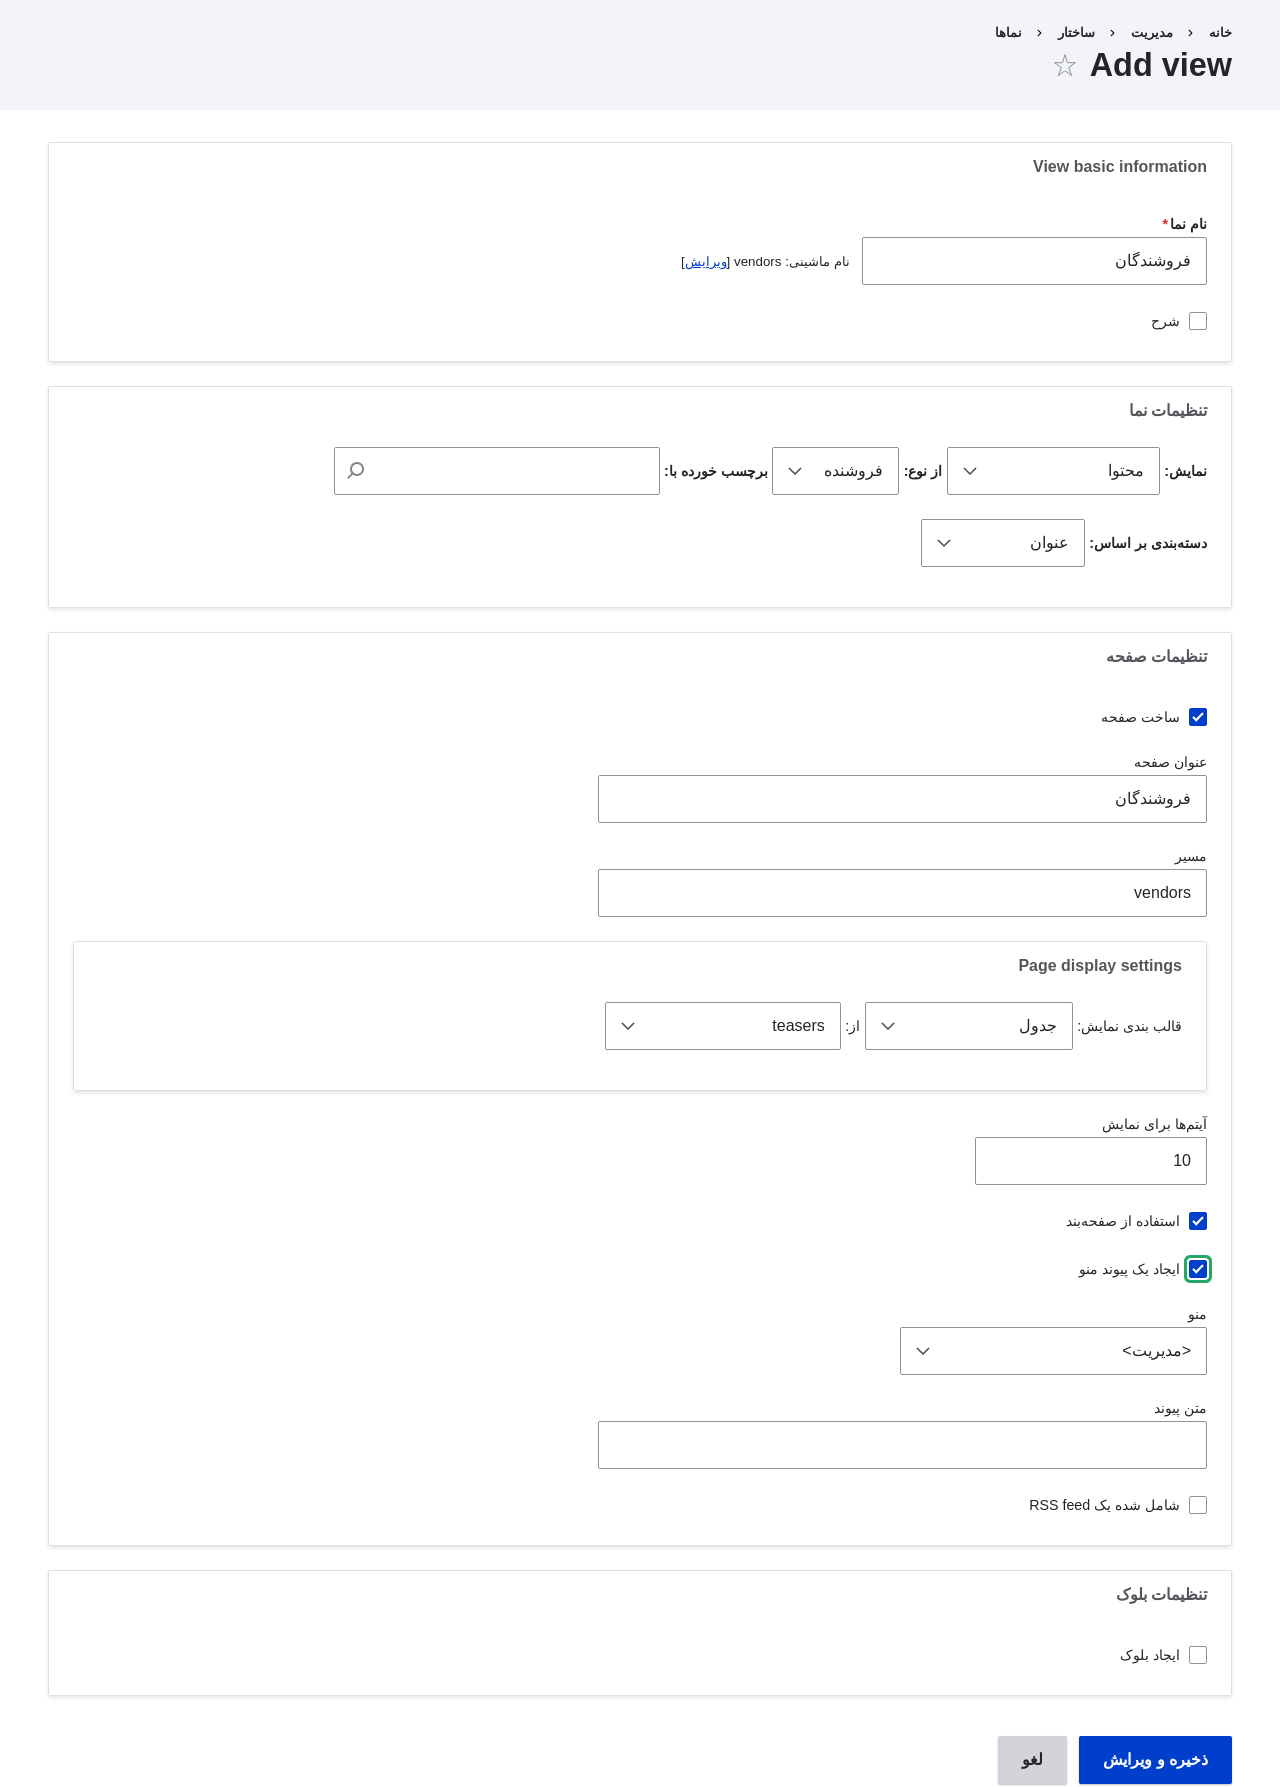 خانه › مدیریت › ساختار › نماها
Add view ☆
View basic information
نام نما *
فروشندگان نام ماشینی: vendors [ویرایش]
شرح
تنظیمات نما
نمایش: محتوا از نوع: فروشنده برچسب خورده با:
دسته‌بندی بر اساس: عنوان
تنظیمات صفحه
ساخت صفحه
عنوان صفحه
فروشندگان
مسیر
vendors
Page display settings
قالب بندی نمایش: جدول از: teasers
آیتم‌ها برای نمایش
10
استفاده از صفحه‌بند
ایجاد یک پیوند منو
منو
<مدیریت>
متن پیوند
شامل شده یک RSS feed
تنظیمات بلوک
ایجاد بلوک
ذخیره و ویرایش لغو